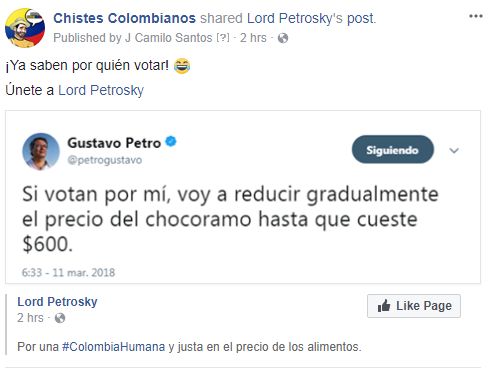 Chistes Colombianos shared Lord Petrosky's post.
Published by J Camilo Santos [?] · 2 hrs ·
¡Ya saben por quién votar! 😂
Únete a Lord Petrosky
Gustavo Petro
@petrogustavo
Siguiendo
Si votan por mí, voy a reducir gradualmente
el precio del chocoramo hasta que cueste
$600.
6:33 - 11 mar. 2018
Lord Petrosky
2 hrs ·
Like Page
Por una #ColombiaHumana y justa en el precio de los alimentos.